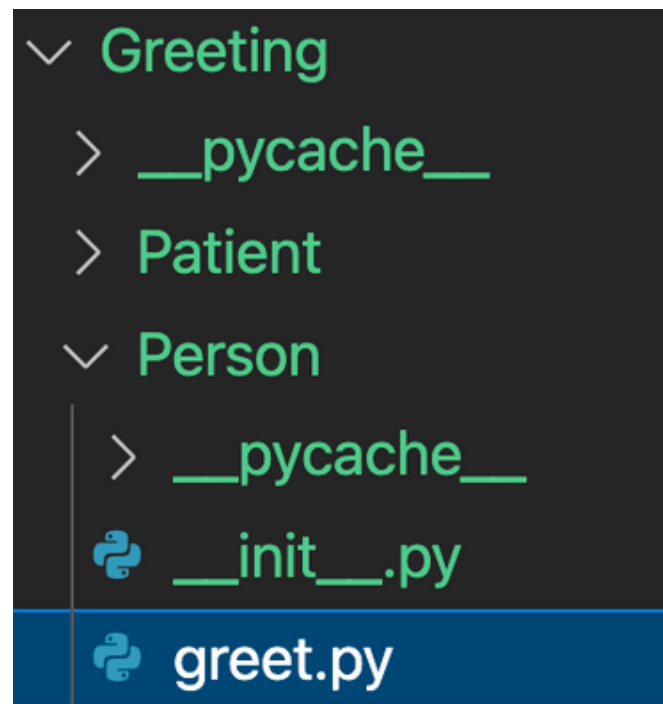 Greeting
__pycache__
Patient
Person
__pycache__
__init__.py
greet.py